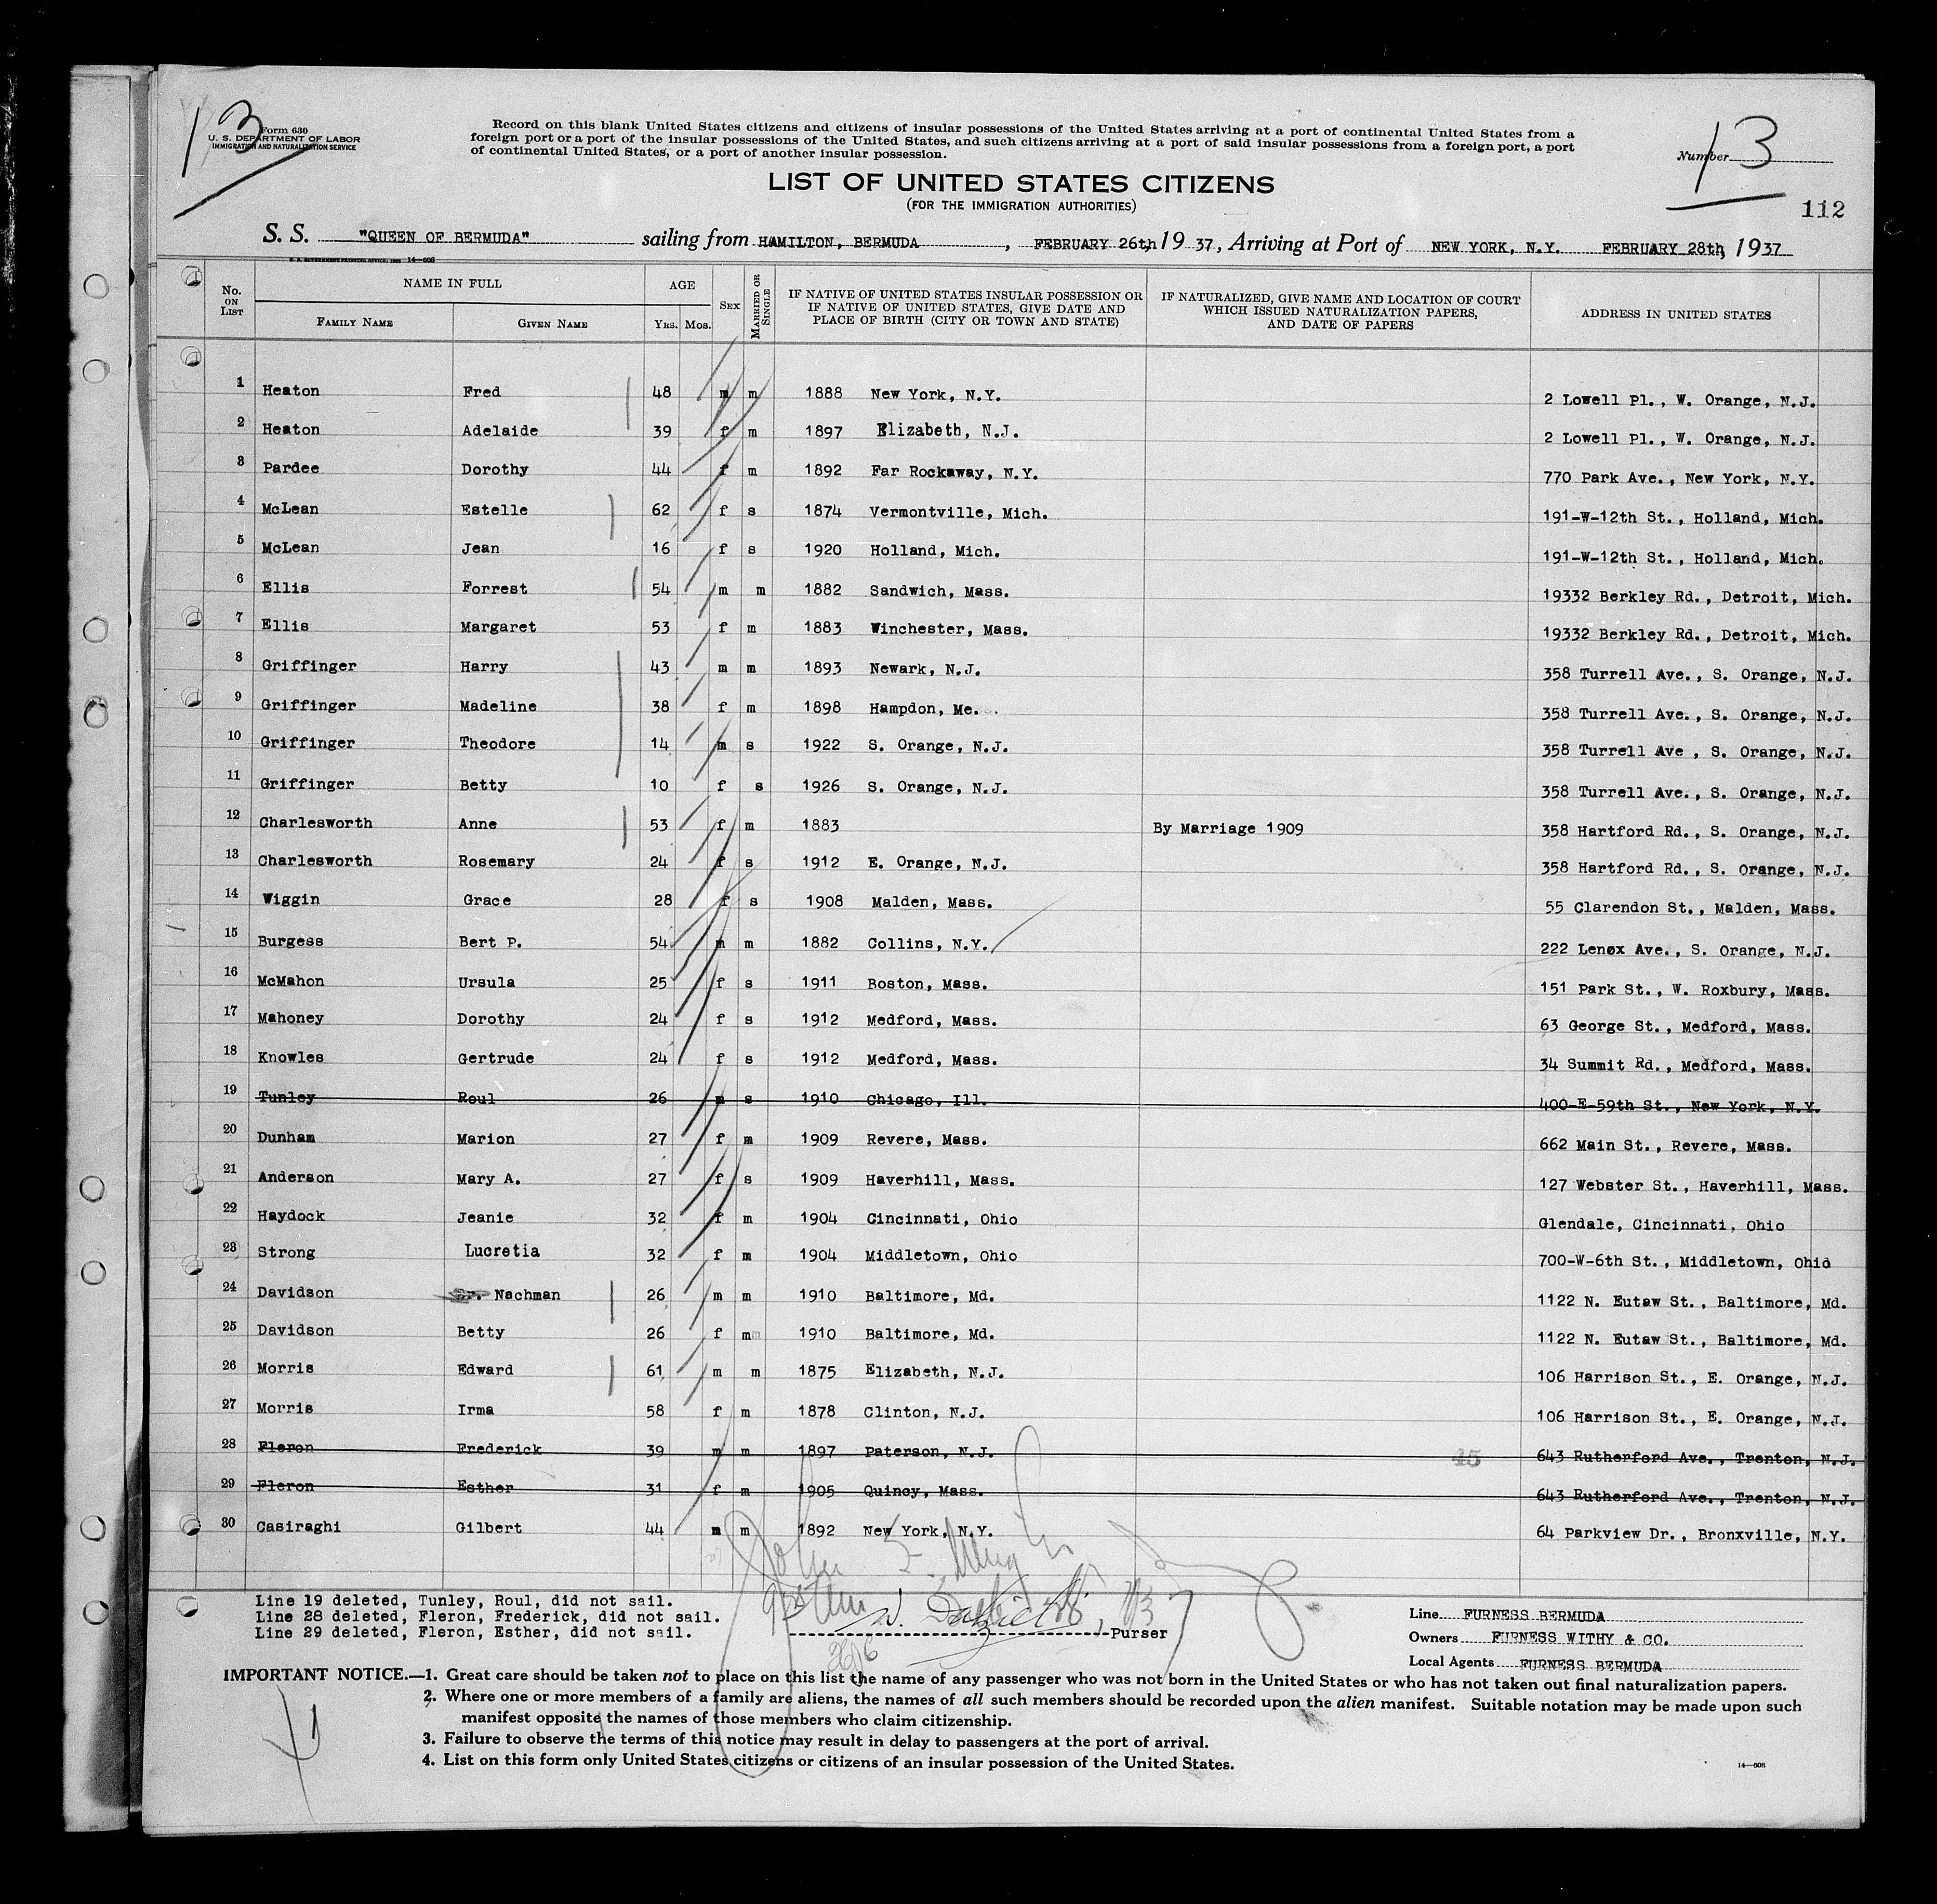 13
Form 630
U. S. DEPARTMENT OF LABOR
IMMIGRATION AND NATURALIZATION SERVICE
Record on this blank United States citizens and citizens of insular possessions of the United States arriving at a port of continental United States from a
foreign port or a port of the insular possessions of the United States, and such citizens arriving at a port of said insular possessions from a foreign port, a port
of continental United States, or a port of another insular possession.
Number 13
LIST OF UNITED STATES CITIZENS
(FOR THE IMMIGRATION AUTHORITIES)
112
S. S. "QUEEN OF BERMUDA" sailing from HAMILTON, BERMUDA, FEBRUARY 26th, 19 37, Arriving at Port of NEW YORK, N.Y. FEBRUARY 28th, 1937
U. S. GOVERNMENT PRINTING OFFICE 14—608
No. ON LIST
NAME IN FULL
FAMILY NAME
GIVEN NAME
AGE
YRS. MOS.
SEX
MARRIED OR SINGLE
IF NATIVE OF UNITED STATES INSULAR POSSESSION OR
IF NATIVE OF UNITED STATES, GIVE DATE AND
PLACE OF BIRTH (CITY OR TOWN AND STATE)
IF NATURALIZED, GIVE NAME AND LOCATION OF COURT
WHICH ISSUED NATURALIZATION PAPERS,
AND DATE OF PAPERS
ADDRESS IN UNITED STATES
1 Heaton Fred 48 m m 1888 New York, N.Y. 2 Lowell Pl., W. Orange, N.J.
2 Heaton Adelaide 39 f m 1897 Elizabeth, N.J. 2 Lowell Pl., W. Orange, N.J.
3 Pardee Dorothy 44 f m 1892 Far Rockaway, N.Y. 770 Park Ave., New York, N.Y.
4 McLean Estelle 62 f s 1874 Vermontville, Mich. 191-W-12th St., Holland, Mich.
5 McLean Jean 16 f s 1920 Holland, Mich. 191-W-12th St., Holland, Mich.
6 Ellis Forrest 54 m m 1882 Sandwich, Mass. 19332 Berkley Rd., Detroit, Mich.
7 Ellis Margaret 53 f m 1883 Winchester, Mass. 19332 Berkley Rd., Detroit, Mich.
8 Griffinger Harry 43 m m 1893 Newark, N.J. 358 Turrell Ave., S. Orange, N.J.
9 Griffinger Madeline 38 f m 1898 Hampdon, Me. 358 Turrell Ave., S. Orange, N.J.
10 Griffinger Theodore 14 m s 1922 S. Orange, N.J. 358 Turrell Ave , S. Orange, N.J.
11 Griffinger Betty 10 f s 1926 S. Orange, N.J. 358 Turrell Ave., S. Orange, N.J.
12 Charlesworth Anne 53 f m 1883 By Marriage 1909 358 Hartford Rd., S. Orange, N.J.
13 Charlesworth Rosemary 24 f s 1912 E. Orange, N.J. 358 Hartford Rd., S. Orange, N.J.
14 Wiggin Grace 28 f s 1908 Malden, Mass. 55 Clarendon St., Malden, Mass.
15 Burgess Bert P. 54 m m 1882 Collins, N.Y. 222 Lenox Ave., S. Orange, N.J.
16 McMahon Ursula 25 f s 1911 Boston, Mass. 151 Park St., W. Roxbury, Mass.
17 Mahoney Dorothy 24 f s 1912 Medford, Mass. 63 George St., Medford, Mass.
18 Knowles Gertrude 24 f s 1912 Medford, Mass. 34 Summit Rd., Medford, Mass.
19 Tunley Roul 26 m s 1910 Chicago, Ill. 400-E-59th St., New York, N.Y.
20 Dunham Marion 27 f m 1909 Revere, Mass. 662 Main St., Revere, Mass.
21 Anderson Mary A. 27 f s 1909 Haverhill, Mass. 127 Webster St., Haverhill, Mass.
22 Haydock Jeanie 32 f m 1904 Cincinnati, Ohio Glendale, Cincinnati, Ohio
23 Strong Lucretia 32 f m 1904 Middletown, Ohio 700-W-6th St., Middletown, Ohio
24 Davidson Dr. Nachman 26 m m 1910 Baltimore, Md. 1122 N. Eutaw St., Baltimore, Md.
25 Davidson Betty 26 f m 1910 Baltimore, Md. 1122 N. Eutaw St., Baltimore, Md.
26 Morris Edward 61 m m 1875 Elizabeth, N.J. 106 Harrison St., E. Orange, N.J.
27 Morris Irma 58 f m 1878 Clinton, N.J. 106 Harrison St., E. Orange, N.J.
28 Fleron Frederick 39 m m 1897 Paterson, N.J. 45 643 Rutherford Ave., Trenton, N.J.
29 Fleron Esther 31 f m 1905 Quincy, Mass. 643 Rutherford Ave., Trenton, N.J.
30 Casiraghi Gilbert 44 m m 1892 New York, N.Y. 64 Parkview Dr., Bronxville, N.Y.
Line 19 deleted, Tunley, Roul, did not sail.
Line 28 deleted, Fleron, Frederick, did not sail.
Line 29 deleted, Fleron, Esther, did not sail.
Purser
Line FURNESS BERMUDA
Owners FURNESS WITHY & CO.
Local Agents FURNESS BERMUDA
IMPORTANT NOTICE.—1. Great care should be taken not to place on this list the name of any passenger who was not born in the United States or who has not taken out final naturalization papers.
2. Where one or more members of a family are aliens, the names of all such members should be recorded upon the alien manifest. Suitable notation may be made upon such
manifest opposite the names of those members who claim citizenship.
3. Failure to observe the terms of this notice may result in delay to passengers at the port of arrival.
4. List on this form only United States citizens or citizens of an insular possession of the United States.
14—608